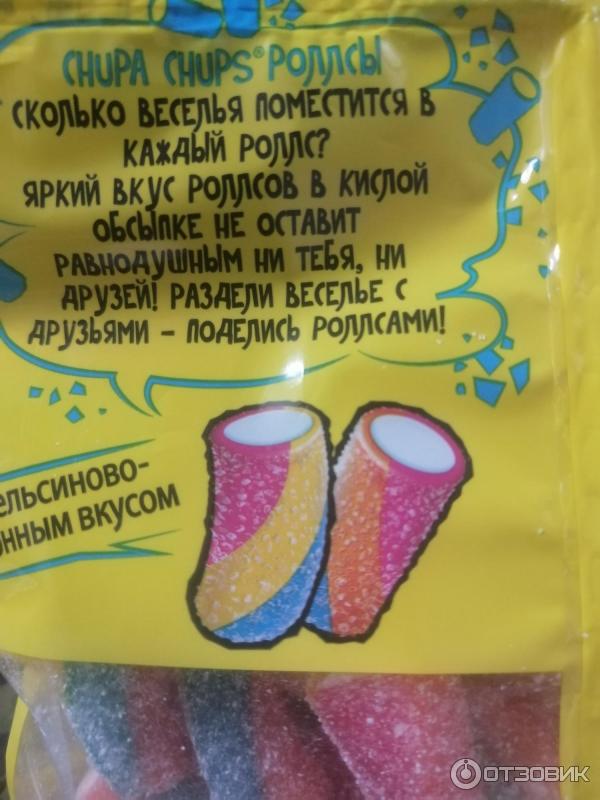 CHUPA CHUPS® РОЛЛСЫ
СКОЛЬКО ВЕСЕЛЬЯ ПОМЕСТИТСЯ В
КАЖДЫЙ РОЛЛС?
ЯРКИЙ ВКУС РОЛЛСОВ В КИСЛОЙ
ОБСЫПКЕ НЕ ОСТАВИТ
РАВНОДУШНЫМ НИ ТЕБЯ, НИ
ДРУЗЕЙ! РАЗДЕЛИ ВЕСЕЛЬЕ С
ДРУЗЬЯМИ – ПОДЕЛИСЬ РОЛЛСАМИ!
ельсиново-
нным вкусом
ОТЗОВИК